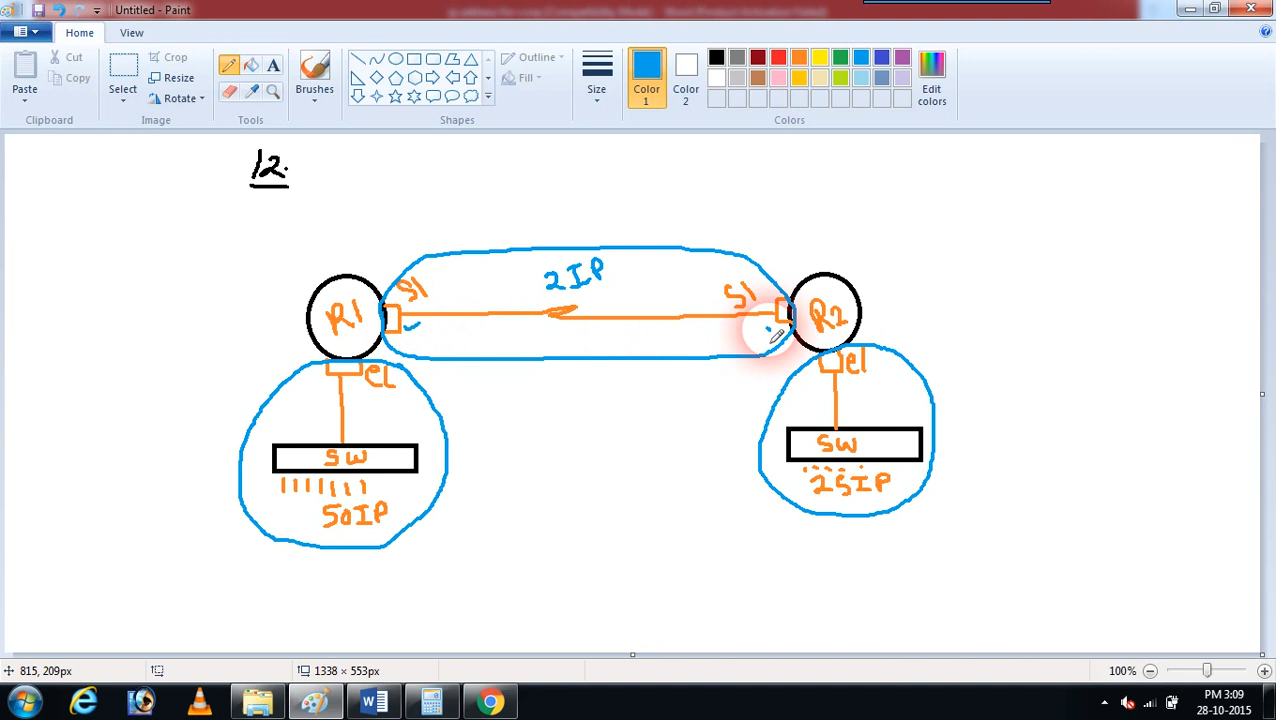 Untitled - Paint
Home View
Cut
Copy
Paste
Clipboard
Crop
Resize
Rotate
Select
Image
Tools
Brushes
Outline
Fill
Shapes
Size
Color 1
Color 2
Edit colors
Colors
12.
2IP
S1
S1
R1
R2
e1
e1
SW
SW
50IP
25IP
815, 209px
1338 × 553px
100%
PM 3:09
28-10-2015